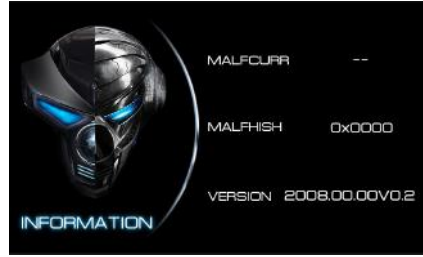 MALFCURR --
MALFHISH 0x0000
VERSION 2008.00.00V0.2
INFORMATION